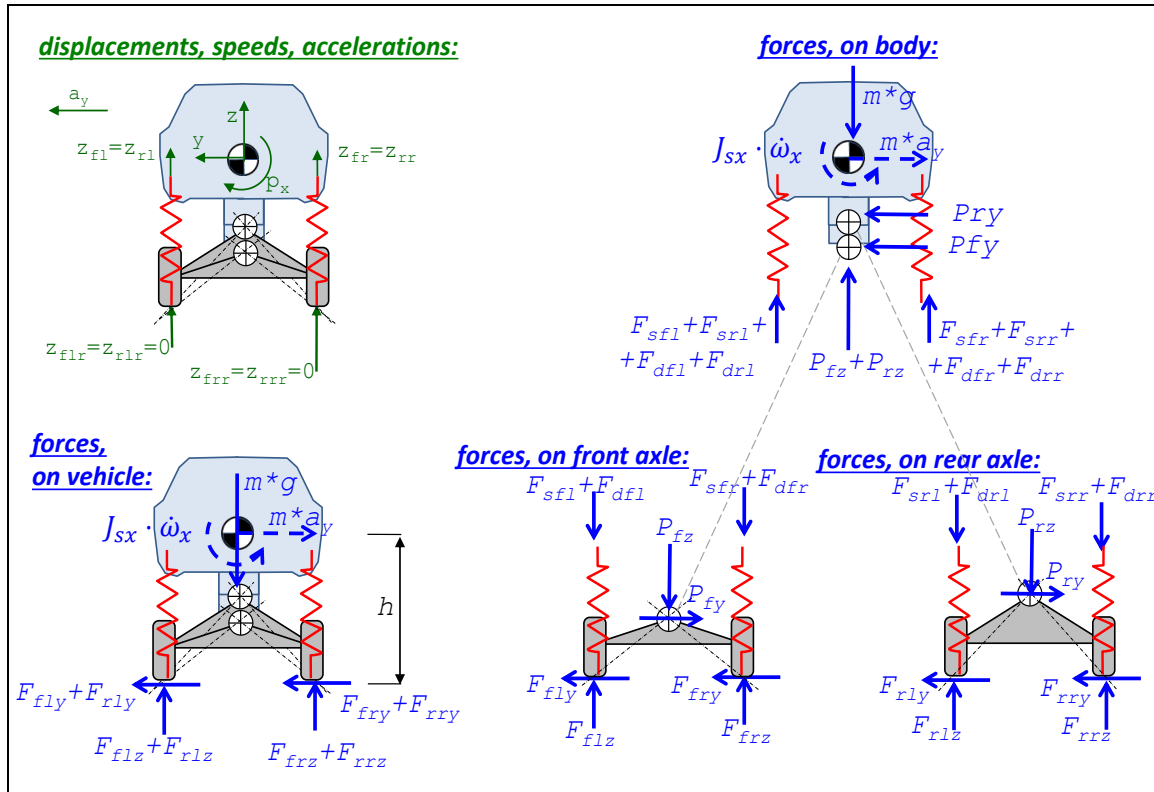 displacements, speeds, accelerations:
a_y
z
y
z_fl=z_rl
z_fr=z_rr
p_x
z_flr=z_rlr=0
z_frr=z_rrr=0
forces, on body:
m*g
J_sx · ω̇_x
m*a_y
Pry
Pfy
F_sfl+F_srl+
+F_dfl+F_drl
P_fz+P_rz
F_sfr+F_srr+
+F_dfr+F_drr
forces,
on vehicle:
m*g
J_sx · ω̇_x
m*a_y
h
F_fly+F_rly
F_fry+F_rry
F_flz+F_rlz
F_frz+F_rrz
forces, on front axle:
F_sfl+F_dfl
F_sfr+F_dfr
P_fz
P_fy
F_fly
F_fry
F_flz
F_frz
forces, on rear axle:
F_srl+F_drl
F_srr+F_drr
P_rz
P_ry
F_rly
F_rry
F_rlz
F_rrz